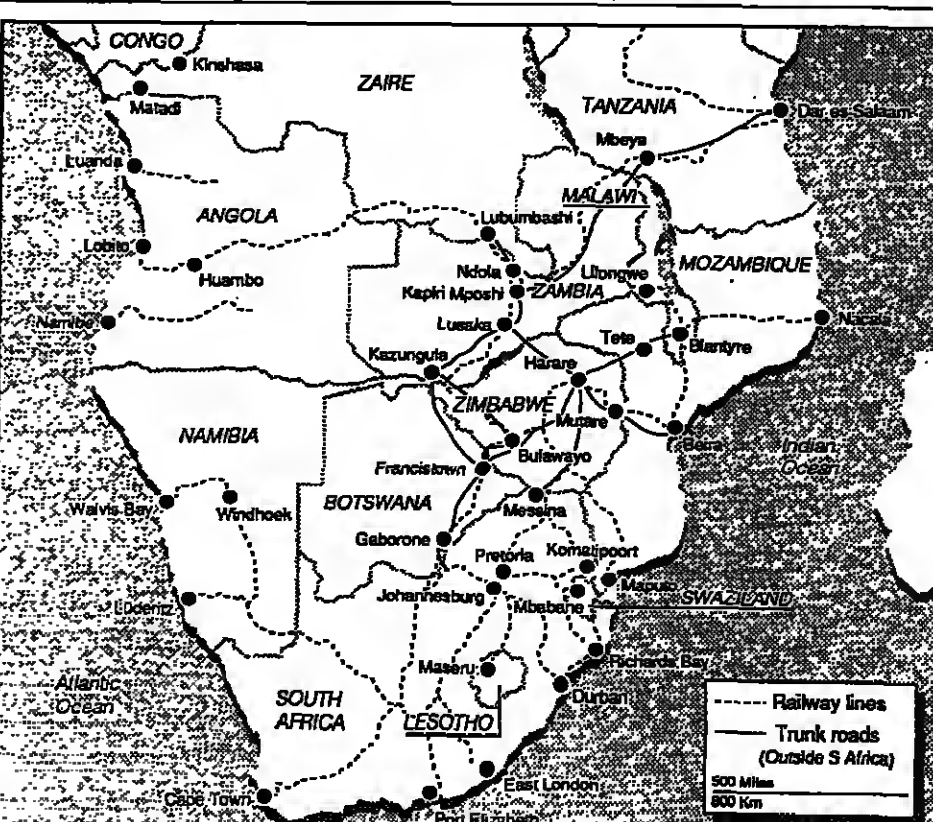 CONGO
Kinshasa
ZAIRE
Matadi
TANZANIA
Dar es-Salaam
Mbeya
Luanda
MALAWI
ANGOLA
Lubumbashi
Lobito
Huambo
Ndola
Lilongwe
MOZAMBIQUE
Kapiri Mposhi
ZAMBIA
Namibe
Lusaka
Nacala
Tete
Blantyre
Kazungula
Harare
ZIMBABWE
Mutare
NAMIBIA
Beira
Indian
Ocean
Bulawayo
Francistown
BOTSWANA
Walvis Bay
Windhoek
Messina
Gaborone
Pretoria
Komatipoort
Johannesburg
Maputo
Mbabane
SWAZILAND
Lüderitz
Richards Bay
Maseru
Atlantic
Ocean
SOUTH
AFRICA
LESOTHO
Durban
East London
Cape Town
Port Elizabeth
Railway lines
Trunk roads
(Outside S Africa)
500 Miles
800 Km